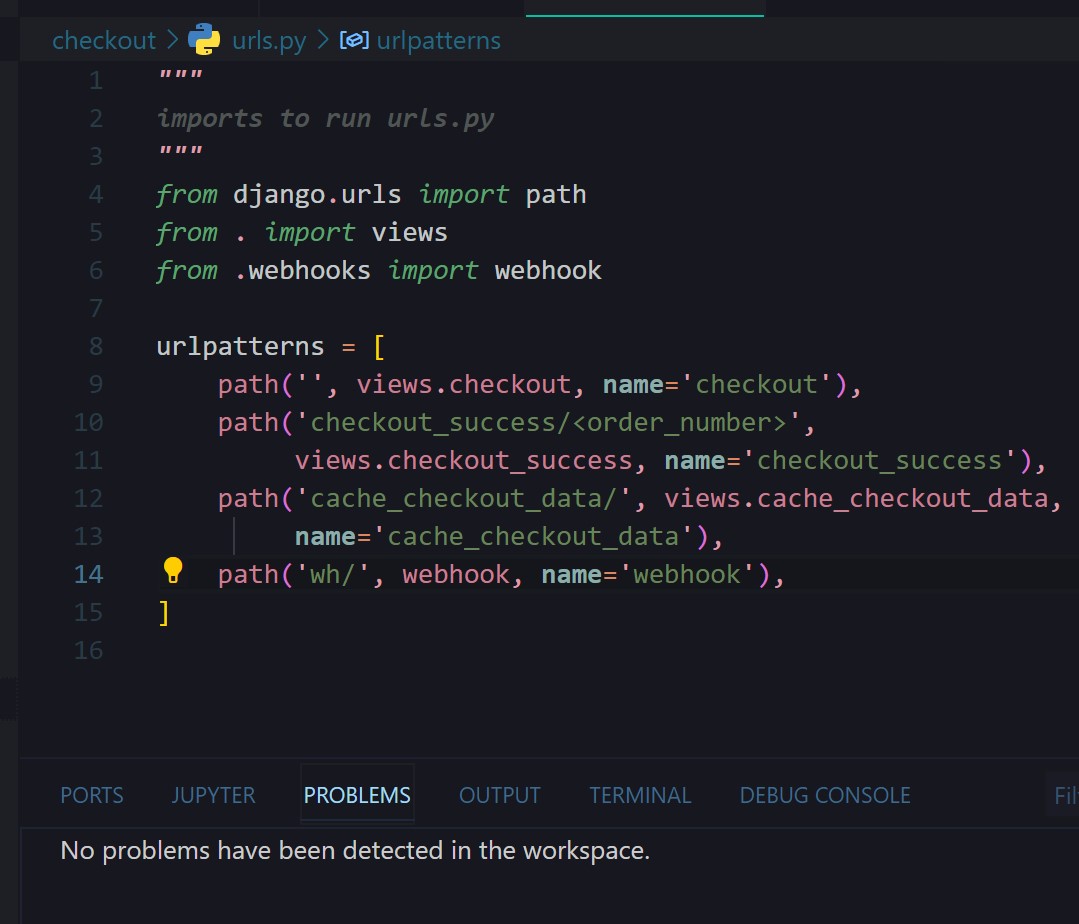 checkout > urls.py > urlpatterns
1 """
2 imports to run urls.py
3 """
4 from django.urls import path
5 from . import views
6 from .webhooks import webhook
7
8 urlpatterns = [
9     path('', views.checkout, name='checkout'),
10     path('checkout_success/<order_number>',
11          views.checkout_success, name='checkout_success'),
12     path('cache_checkout_data/', views.cache_checkout_data,
13          name='cache_checkout_data'),
14     path('wh/', webhook, name='webhook'),
15 ]
16
PORTS JUPYTER PROBLEMS OUTPUT TERMINAL DEBUG CONSOLE
No problems have been detected in the workspace.